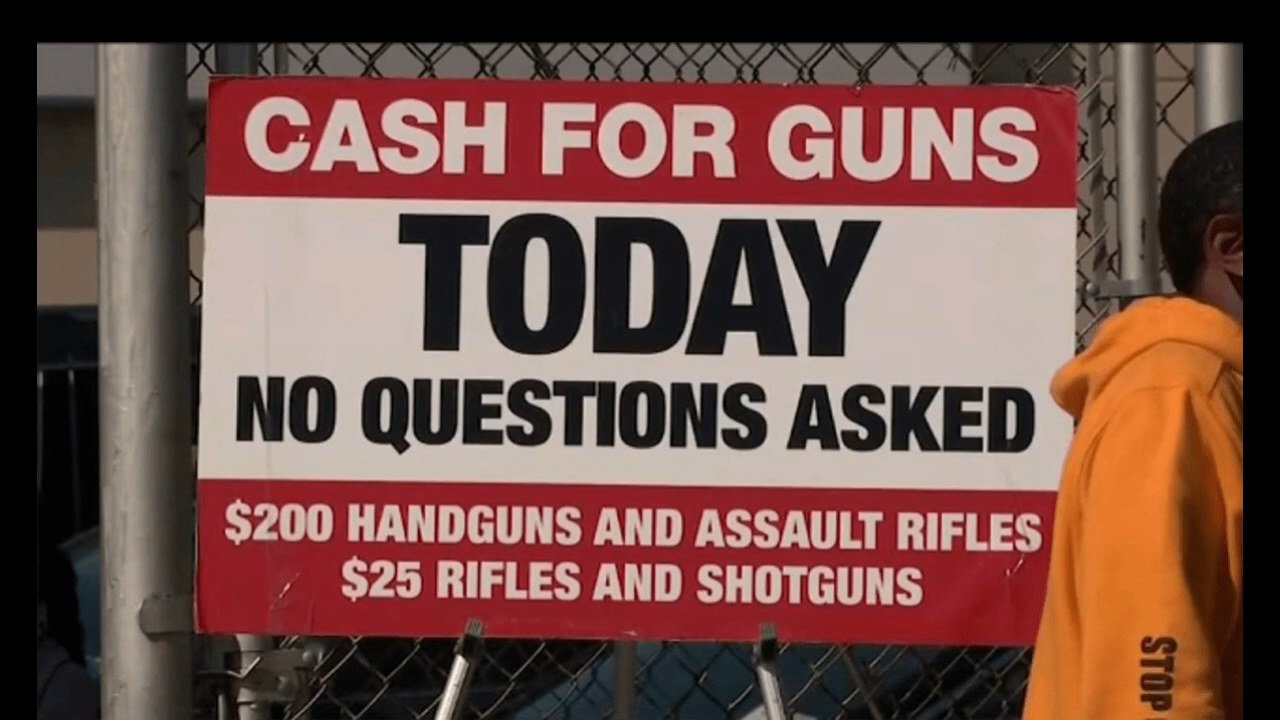 CASH FOR GUNS
TODAY
NO QUESTIONS ASKED
$200 HANDGUNS AND ASSAULT RIFLES
$25 RIFLES AND SHOTGUNS
STOP